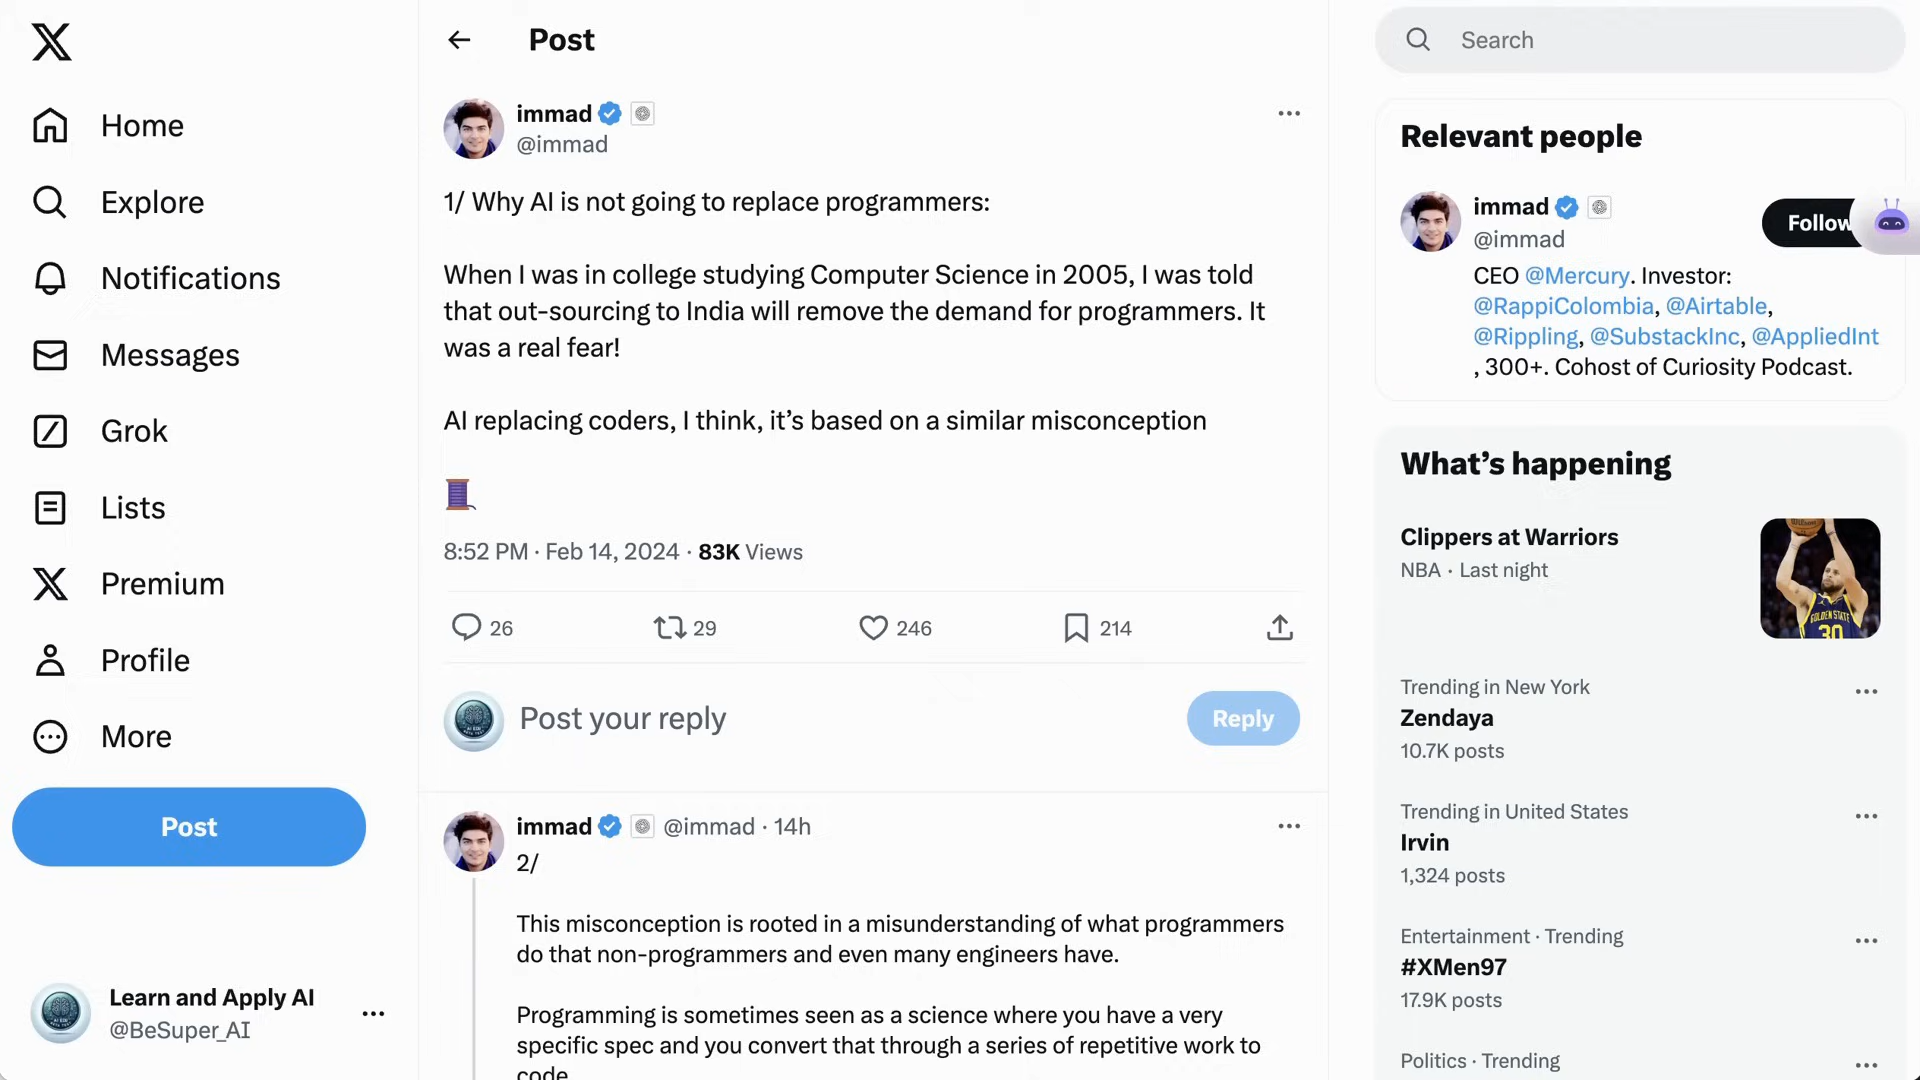 Home
Explore
Notifications
Messages
Grok
Lists
Premium
Profile
More
Post
Learn and Apply AI
@BeSuper_AI
Post
immad
@immad
1/ Why AI is not going to replace programmers:
When I was in college studying Computer Science in 2005, I was told
that out-sourcing to India will remove the demand for programmers. It
was a real fear!
AI replacing coders, I think, it’s based on a similar misconception
8:52 PM · Feb 14, 2024 · 83K Views
26 29 246 214
Post your reply
Reply
immad @immad · 14h
2/
This misconception is rooted in a misunderstanding of what programmers
do that non-programmers and even many engineers have.
Programming is sometimes seen as a science where you have a very
specific spec and you convert that through a series of repetitive work to
code
Search
Relevant people
immad
@immad
Follow
CEO @Mercury. Investor:
@RappiColombia, @Airtable,
@Rippling, @SubstackInc, @AppliedInt
, 300+. Cohost of Curiosity Podcast.
What’s happening
Clippers at Warriors
NBA · Last night
GOLDEN STATE
30
Trending in New York
Zendaya
10.7K posts
Trending in United States
Irvin
1,324 posts
Entertainment · Trending
#XMen97
17.9K posts
Politics · Trending